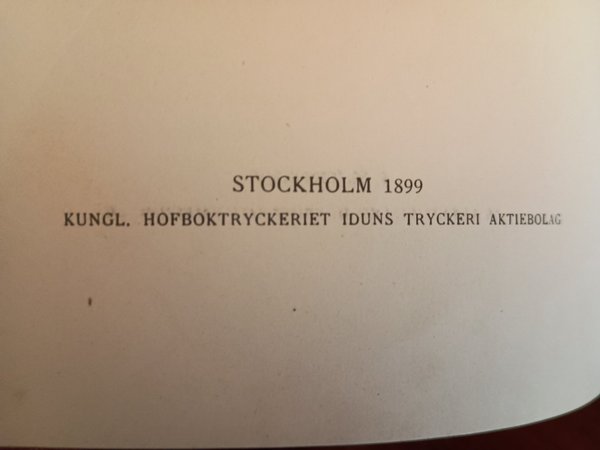 STOCKHOLM 1899
KUNGL. HOFBOKTRYCKERIET IDUNS TRYCKERI AKTIEBOLAG